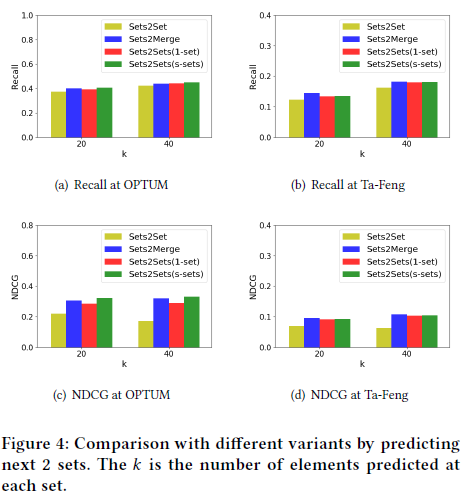 1.0
0.8
0.6
0.4
0.2
0.0
Recall
Sets2Set
Sets2Merge
Sets2Sets(1-set)
Sets2Sets(s-sets)
20
40
k
(a) Recall at OPTUM
0.4
0.3
0.2
0.1
0.0
Recall
Sets2Set
Sets2Merge
Sets2Sets(1-set)
Sets2Sets(s-sets)
20
40
k
(b) Recall at Ta-Feng
0.8
0.6
0.4
0.2
0.0
NDCG
Sets2Set
Sets2Merge
Sets2Sets(1-set)
Sets2Sets(s-sets)
20
40
k
(c) NDCG at OPTUM
0.4
0.3
0.2
0.1
0.0
NDCG
Sets2Set
Sets2Merge
Sets2Sets(1-set)
Sets2Sets(s-sets)
20
40
k
(d) NDCG at Ta-Feng
Figure 4: Comparison with different variants by predicting
next 2 sets. The k is the number of elements predicted at
each set.